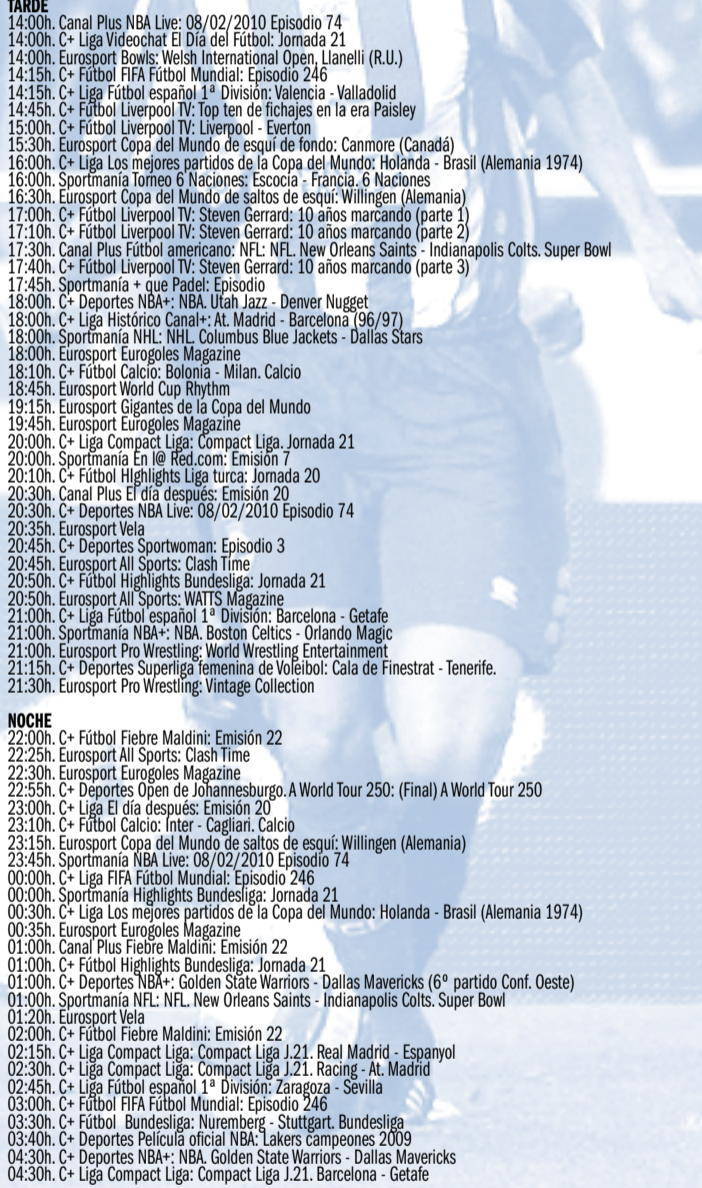 TARDE
14:00h. Canal Plus NBA Live: 08/02/2010 Episodio 74
14:00h. C+ Liga Videochat El Día del Fútbol: Jornada 21
14:00h. Eurosport Bowls: Welsh International Open, Llanelli (R.U.)
14:15h. C+ Fútbol FIFA Fútbol Mundial: Episodio 246
14:15h. C+ Liga Fútbol español 1ª División: Valencia - Valladolid
14:45h. C+ Fútbol Liverpool TV: Top ten de fichajes en la era Paisley
15:00h. C+ Fútbol Liverpool TV: Liverpool - Everton
15:30h. Eurosport Copa del Mundo de esquí de fondo: Canmore (Canadá)
16:00h. C+ Liga Los mejores partidos de la Copa del Mundo: Holanda - Brasil (Alemania 1974)
16:00h. Sportmanía Torneo 6 Naciones: Escocia - Francia. 6 Naciones
16:30h. Eurosport Copa del Mundo de saltos de esquí: Willingen (Alemania)
17:00h. C+ Fútbol Liverpool TV: Steven Gerrard: 10 años marcando (parte 1)
17:10h. C+ Fútbol Liverpool TV: Steven Gerrard: 10 años marcando (parte 2)
17:30h. Canal Plus Fútbol americano: NFL: NFL. New Orleans Saints - Indianapolis Colts. Super Bowl
17:40h. C+ Fútbol Liverpool TV: Steven Gerrard: 10 años marcando (parte 3)
17:45h. Sportmanía + que Padel: Episodio
18:00h. C+ Deportes NBA+: NBA. Utah Jazz - Denver Nugget
18:00h. C+ Liga Histórico Canal+: At. Madrid - Barcelona (96/97)
18:00h. Sportmanía NHL: NHL. Columbus Blue Jackets - Dallas Stars
18:00h. Eurosport Eurogoles Magazine
18:10h. C+ Fútbol Calcio: Bolonia - Milan. Calcio
18:45h. Eurosport World Cup Rhythm
19:15h. Eurosport Gigantes de la Copa del Mundo
19:45h. Eurosport Eurogoles Magazine
20:00h. C+ Liga Compact Liga: Compact Liga. Jornada 21
20:00h. Sportmanía En l@ Red.com: Emisión 7
20:10h. C+ Fútbol HIghlights Liga turca: Jornada 20
20:30h. Canal Plus El día después: Emisión 20
20:30h. C+ Deportes NBA Live: 08/02/2010 Episodio 74
20:35h. Eurosport Vela
20:45h. C+ Deportes Sportwoman: Episodio 3
20:45h. Eurosport All Sports: Clash Time
20:50h. C+ Fútbol Highlights Bundesliga: Jornada 21
20:50h. Eurosport All Sports: WATTS Magazine
21:00h. C+ Liga Fútbol español 1ª División: Barcelona - Getafe
21:00h. Sportmanía NBA+: NBA. Boston Celtics - Orlando Magic
21:00h. Eurosport Pro Wrestling: World Wrestling Entertainment
21:15h. C+ Deportes Superliga femenina de Voleibol: Cala de Finestrat - Tenerife.
21:30h. Eurosport Pro Wrestling: Vintage Collection
NOCHE
22:00h. C+ Fútbol Fiebre Maldini: Emisión 22
22:25h. Eurosport All Sports: Clash Time
22:30h. Eurosport Eurogoles Magazine
22:55h. C+ Deportes Open de Johannesburgo. A World Tour 250: (Final) A World Tour 250
23:00h. C+ Liga El día después: Emisión 20
23:10h. C+ Fútbol Calcio: Inter - Cagliari. Calcio
23:15h. Eurosport Copa del Mundo de saltos de esquí: Willingen (Alemania)
23:45h. Sportmanía NBA Live: 08/02/2010 Episodio 74
00:00h. C+ Liga FIFA Fútbol Mundial: Episodio 246
00:00h. Sportmanía Highlights Bundesliga: Jornada 21
00:30h. C+ Liga Los mejores partidos de la Copa del Mundo: Holanda - Brasil (Alemania 1974)
00:35h. Eurosport Eurogoles Magazine
01:00h. Canal Plus Fiebre Maldini: Emisión 22
01:00h. C+ Fútbol Highlights Bundesliga: Jornada 21
01:00h. C+ Deportes NBA+: Golden State Warriors - Dallas Mavericks (6º partido Conf. Oeste)
01:00h. Sportmanía NFL: NFL. New Orleans Saints - Indianapolis Colts. Super Bowl
01:20h. Eurosport Vela
02:00h. C+ Fútbol Fiebre Maldini: Emisión 22
02:15h. C+ Liga Compact Liga: Compact Liga J.21. Real Madrid - Espanyol
02:30h. C+ Liga Compact Liga: Compact Liga J.21. Racing - At. Madrid
02:45h. C+ Liga Fútbol español 1ª División: Zaragoza - Sevilla
03:00h. C+ Fútbol FIFA Fútbol Mundial: Episodio 246
03:30h. C+ Fútbol Bundesliga: Nuremberg - Stuttgart. Bundesliga
03:40h. C+ Deportes Película oficial NBA: Lakers campeones 2009
04:30h. C+ Deportes NBA+: NBA. Golden State Warriors - Dallas Mavericks
04:30h. C+ Liga Compact Liga: Compact Liga J.21. Barcelona - Getafe